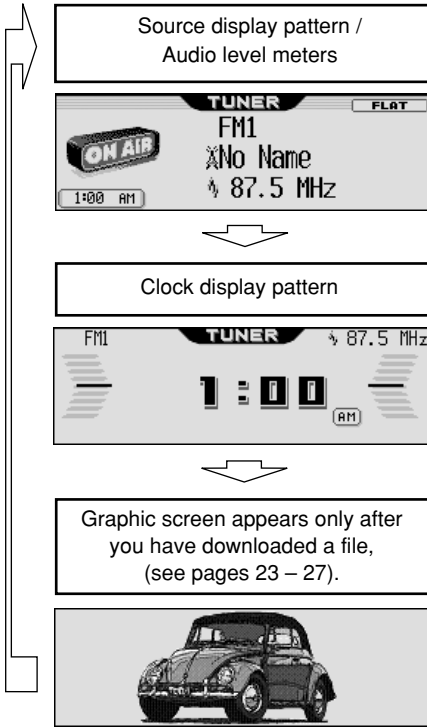 Source display pattern /
Audio level meters
TUNER
FLAT
FM1
No Name
87.5 MHz
ON AIR
1:00 AM
Clock display pattern
FM1 TUNER 87.5 MHz
1:00
AM
Graphic screen appears only after
you have downloaded a file,
(see pages 23 – 27).